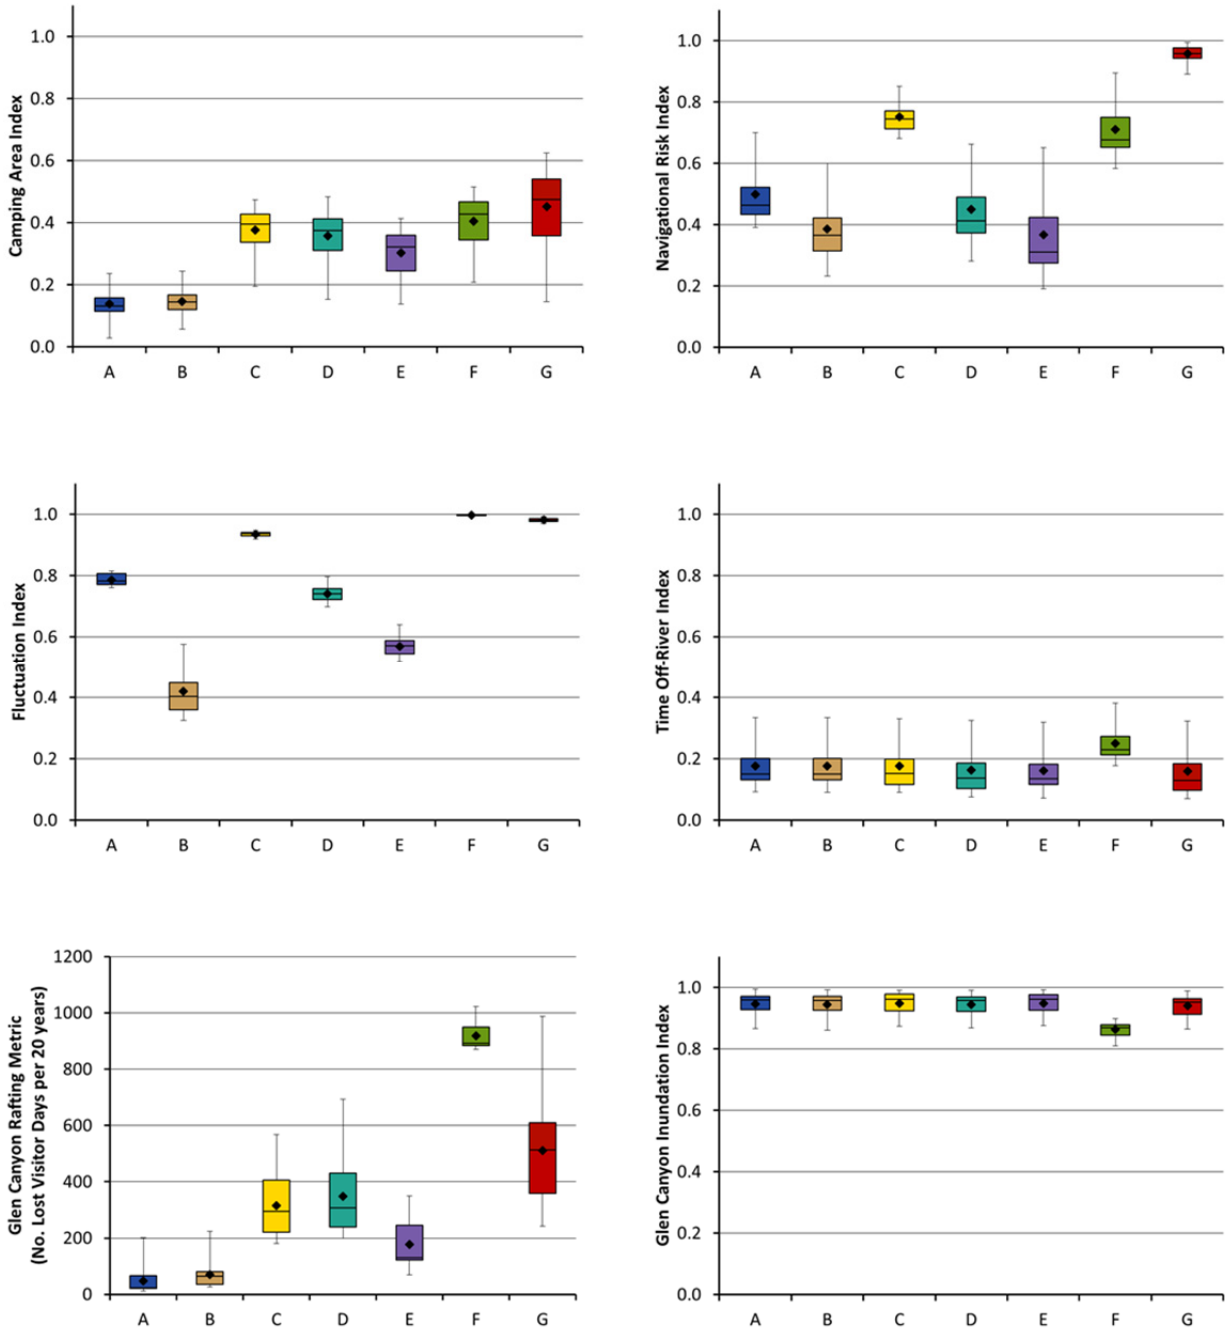 Camping Area Index
1.0
0.8
0.6
0.4
0.2
0.0
A B C D E F G
Navigational Risk Index
1.0
0.8
0.6
0.4
0.2
0.0
A B C D E F G
Fluctuation Index
1.0
0.8
0.6
0.4
0.2
0.0
A B C D E F G
Time Off-River Index
1.0
0.8
0.6
0.4
0.2
0.0
A B C D E F G
Glen Canyon Rafting Metric
(No. Lost Visitor Days per 20 years)
1200
1000
800
600
400
200
0
A B C D E F G
Glen Canyon Inundation Index
1.0
0.8
0.6
0.4
0.2
0.0
A B C D E F G